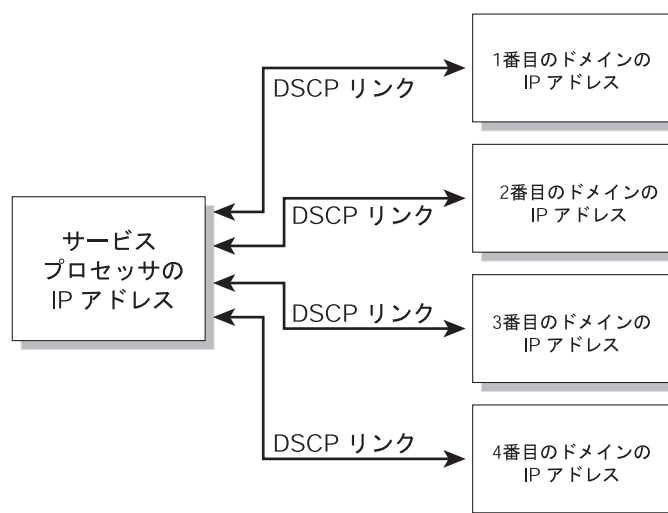 1番目のドメインの
IP アドレス
DSCP リンク
2番目のドメインの
IP アドレス
DSCP リンク
サービス
プロセッサの
IP アドレス
DSCP リンク
3番目のドメインの
IP アドレス
DSCP リンク
4番目のドメインの
IP アドレス